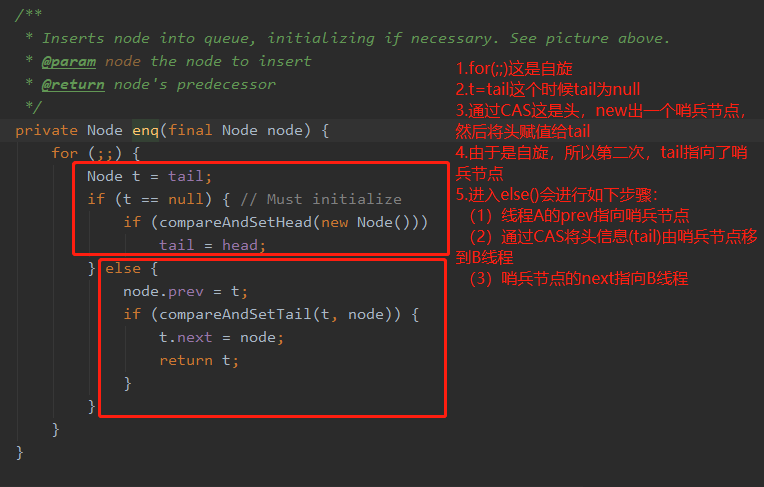 /**
 * Inserts node into queue, initializing if necessary. See picture above.
 * @param node the node to insert
 * @return node's predecessor
 */
private Node enq(final Node node) {
    for (;;) {
        Node t = tail;
        if (t == null) { // Must initialize
            if (compareAndSetHead(new Node()))
                tail = head;
        } else {
            node.prev = t;
            if (compareAndSetTail(t, node)) {
                t.next = node;
                return t;
            }
        }
    }
}
1.for(;;)这是自旋
2.t=tail这个时候tail为null
3.通过CAS这是头，new出一个哨兵节点，
然后将头赋值给tail
4.由于是自旋，所以第二次，tail指向了哨
兵节点
5.进入else()会进行如下步骤：
（1）线程A的prev指向哨兵节点
（2）通过CAS将头信息(tail)由哨兵节点移
到B线程
（3）哨兵节点的next指向B线程